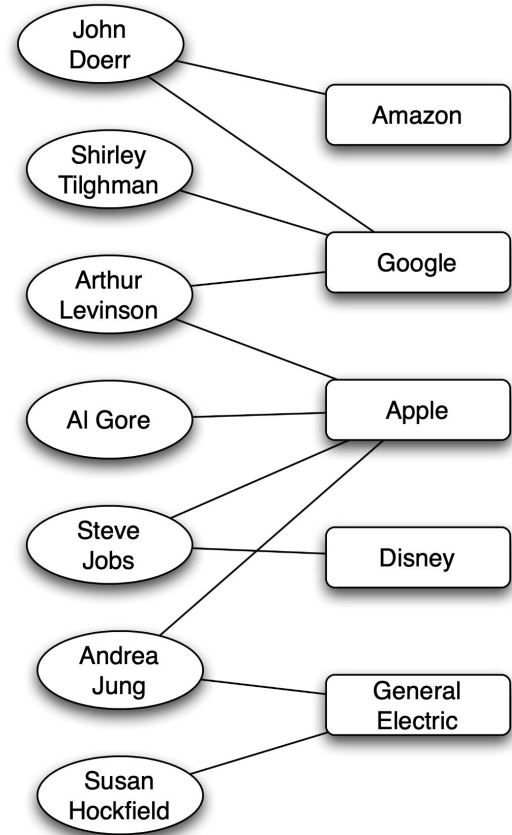 John
Doerr
Amazon
Shirley
Tilghman
Google
Arthur
Levinson
Apple
Al Gore
Steve
Jobs
Disney
Andrea
Jung
General
Electric
Susan
Hockfield